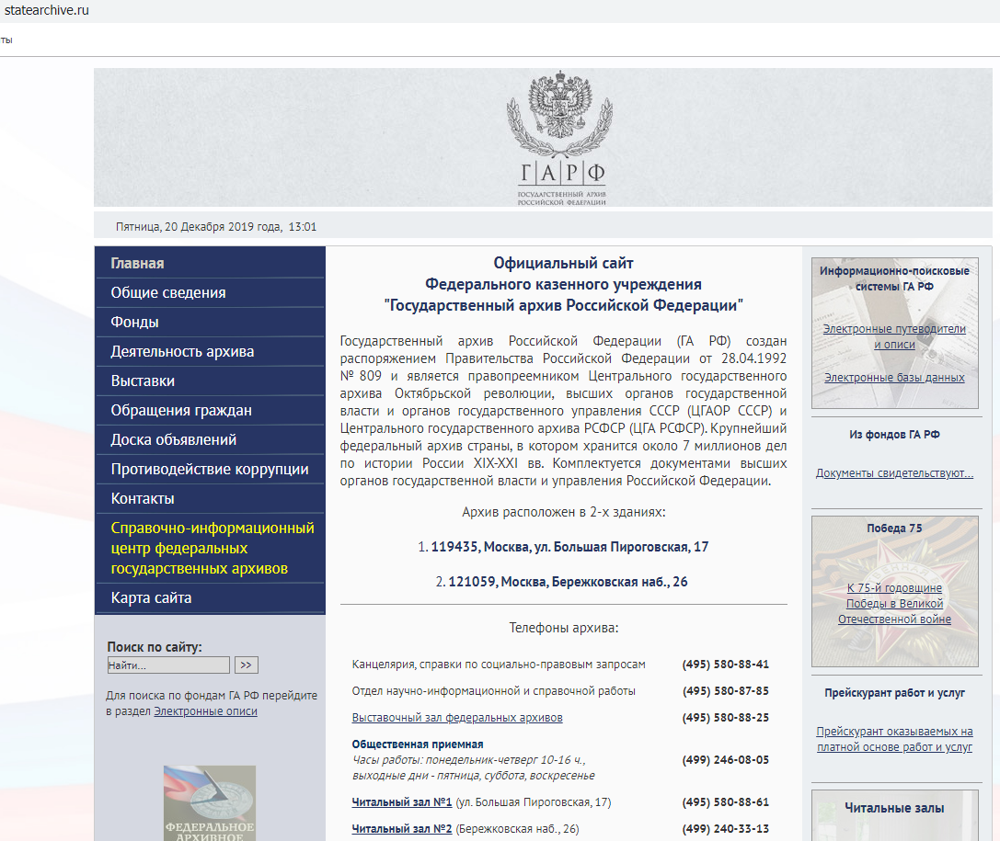 statearchive.ru
ты
ГАРФ
ГОСУДАРСТВЕННЫЙ АРХИВ
РОССИЙСКОЙ ФЕДЕРАЦИИ
Пятница, 20 Декабря 2019 года, 13:01
Главная
Общие сведения
Фонды
Деятельность архива
Выставки
Обращения граждан
Доска объявлений
Противодействие коррупции
Контакты
Справочно-информационный
центр федеральных
государственных архивов
Карта сайта
Поиск по сайту:
Найти... >>
Для поиска по фондам ГА РФ перейдите
в раздел Электронные описи
ФЕДЕРАЛЬНОЕ
АРХИВНОЕ
Официальный сайт
Федерального казенного учреждения
"Государственный архив Российской Федерации"
Государственный архив Российской Федерации (ГА РФ) создан
распоряжением Правительства Российской Федерации от 28.04.1992
№ 809 и является правопреемником Центрального государственного
архива Октябрьской революции, высших органов государственной
власти и органов государственного управления СССР (ЦГАОР СССР) и
Центрального государственного архива РСФСР (ЦГА РСФСР). Крупнейший
федеральный архив страны, в котором хранится около 7 миллионов дел
по истории России XIX-XXI вв. Комплектуется документами высших
органов государственной власти и управления Российской Федерации.
Архив расположен в 2-х зданиях:
1. 119435, Москва, ул. Большая Пироговская, 17
2. 121059, Москва, Бережковская наб., 26
Телефоны архива:
Канцелярия, справки по социально-правовым запросам (495) 580-88-41
Отдел научно-информационной и справочной работы (495) 580-87-85
Выставочный зал федеральных архивов (495) 580-88-25
Общественная приемная
Часы работы: понедельник-четверг 10-16 ч., (499) 246-08-05
выходные дни - пятница, суббота, воскресенье
Читальный зал №1 (ул. Большая Пироговская, 17) (495) 580-88-61
Читальный зал №2 (Бережковская наб., 26) (499) 240-33-13
Информационно-поисковые
системы ГА РФ
Электронные путеводители
и описи
Электронные базы данных
Из фондов ГА РФ
Документы свидетельствуют...
Победа 75
К 75-й годовщине
Победы в Великой
Отечественной войне
Прейскурант работ и услуг
Прейскурант оказываемых на
платной основе работ и услуг
Читальные залы